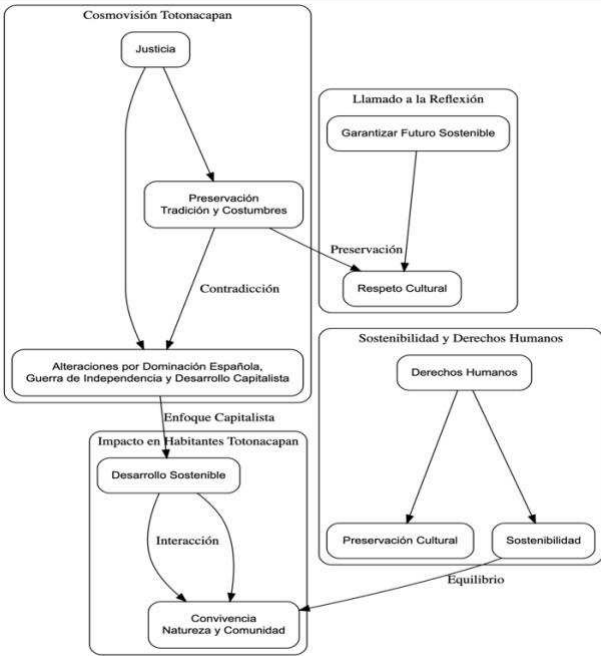 Cosmovisión Totonacapan
Justicia
Llamado a la Reflexión
Garantizar Futuro Sostenible
Preservación
Tradición y Costumbres
Preservación
Contradicción
Respeto Cultural
Sostenibilidad y Derechos Humanos
Alteraciones por Dominación Española,
Guerra de Independencia y Desarrollo Capitalista
Derechos Humanos
Enfoque Capitalista
Impacto en Habitantes Totonacapan
Desarrollo Sostenible
Interacción
Preservación Cultural
Sostenibilidad
Equilibrio
Convivencia
Natureza y Comunidad